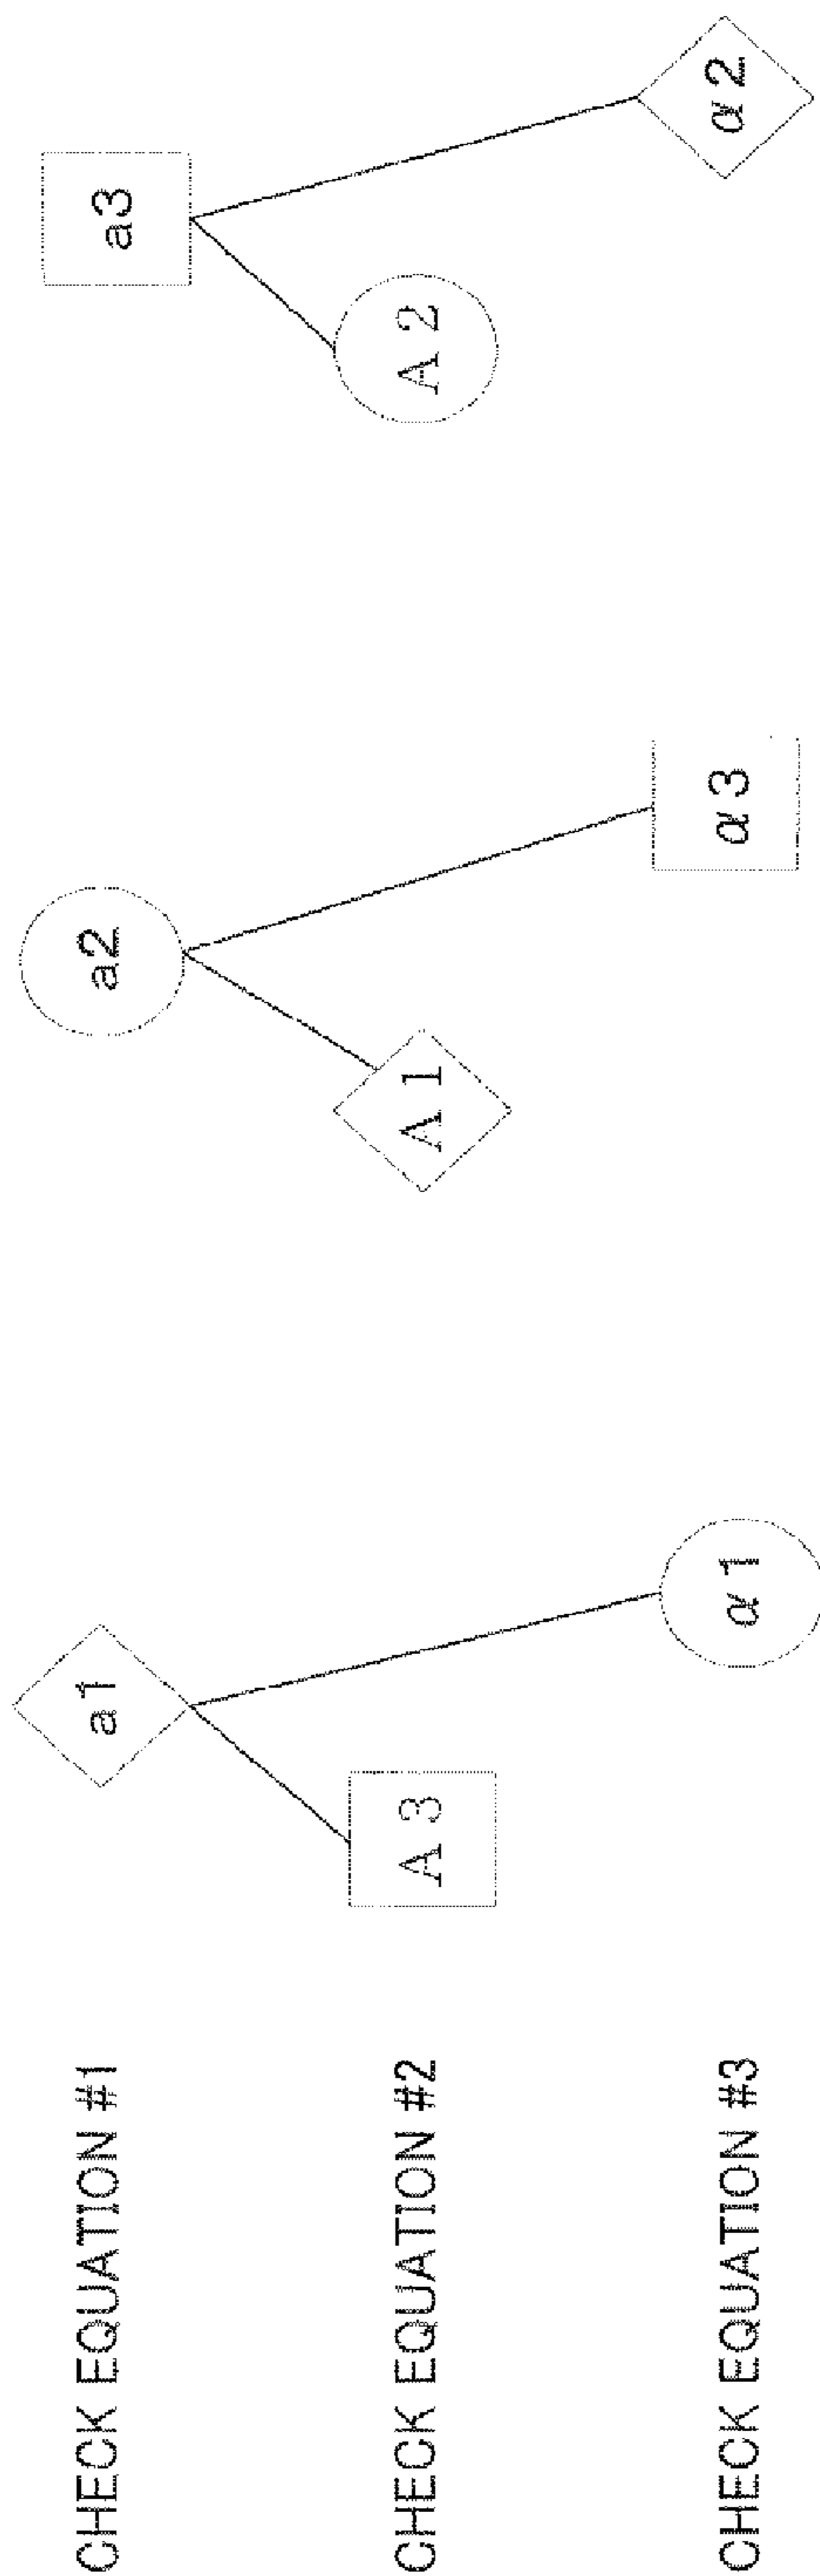 CHECK EQUATION #1 a1 a2 a3
CHECK EQUATION #2 A3 A1 A2
CHECK EQUATION #3 α1 α3 α2